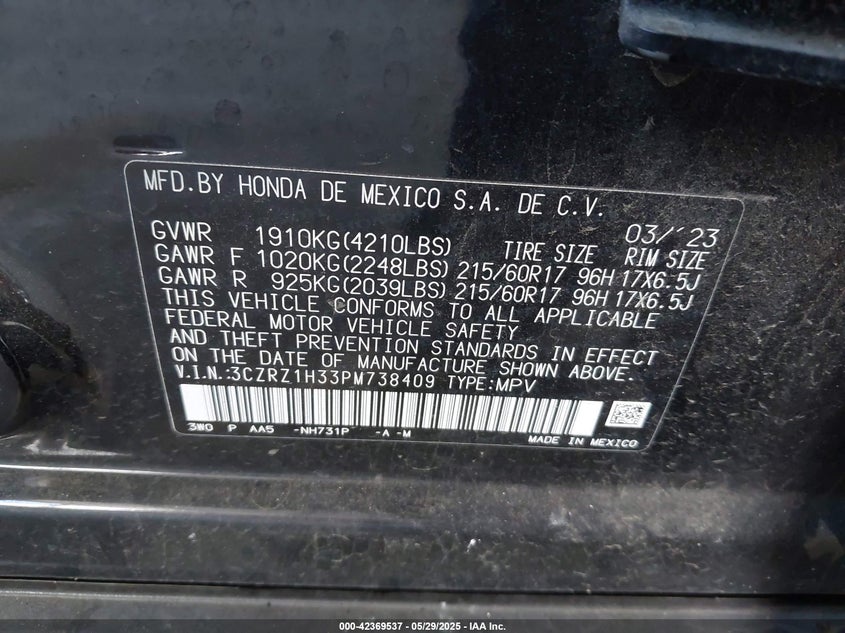 MFD.BY HONDA DE MEXICO S.A. DE C.V.
03/'23
GVWR 1910KG(4210LBS) TIRE SIZE RIM SIZE
GAWR F 1020KG(2248LBS) 215/60R17 96H 17X6.5J
GAWR R 925KG(2039LBS) 215/60R17 96H 17X6.5J
THIS VEHICLE CONFORMS TO ALL APPLICABLE
FEDERAL MOTOR VEHICLE SAFETY
AND THEFT PREVENTION STANDARDS IN EFFECT
ON THE DATE OF MANUFACTURE SHOWN ABOVE.
V.I.N.:3CZRZ1H33PM738409 TYPE:MPV
3W0 P AA5 -NH731P -A -M
MADE IN MEXICO
000-42369537 - 05/29/2025 - IAA Inc.